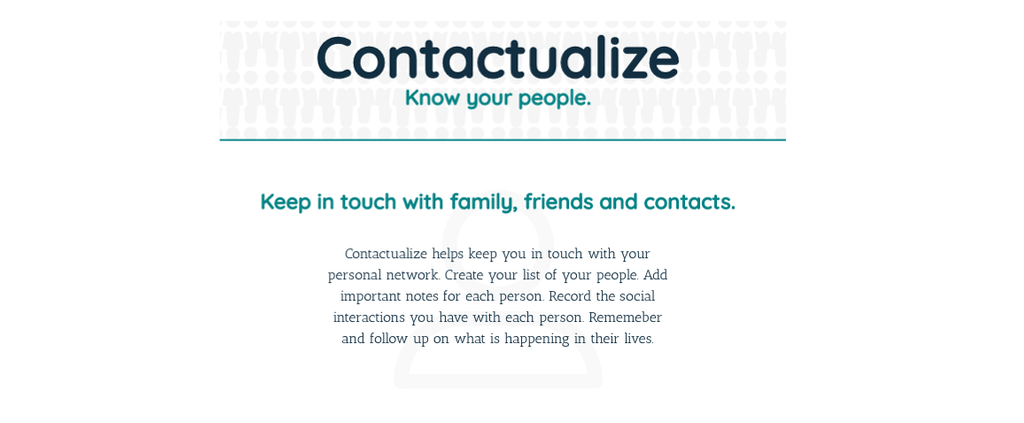 Contactualize
Know your people.
Keep in touch with family, friends and contacts.
Contactualize helps keep you in touch with your
personal network. Create your list of your people. Add
important notes for each person. Record the social
interactions you have with each person. Rememeber
and follow up on what is happening in their lives.